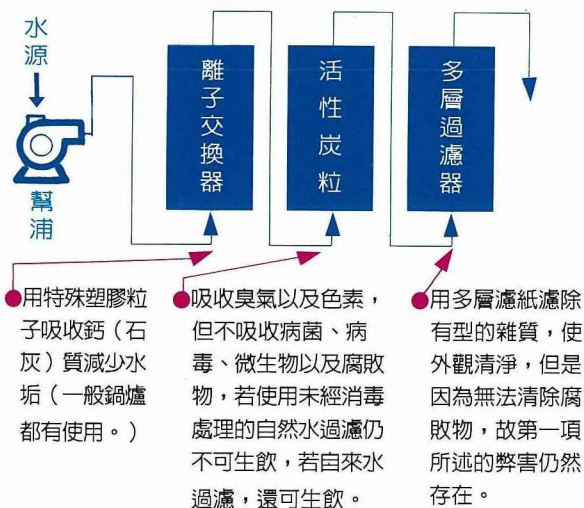 水源
幫浦
離子交換器
活性炭粒
多層過濾器
●用特殊塑膠粒
子吸收鈣（石
灰）質減少水
垢（一般鍋爐
都有使用。）
●吸收臭氣以及色素，
但不吸收病菌、病
毒、微生物以及腐敗
物，若使用未經消毒
處理的自然水過濾仍
不可生飲，若自來水
過濾，還可生飲。
●用多層濾紙濾除
有型的雜質，使
外觀清淨，但是
因為無法清除腐
敗物，故第一項
所述的弊害仍然
存在。